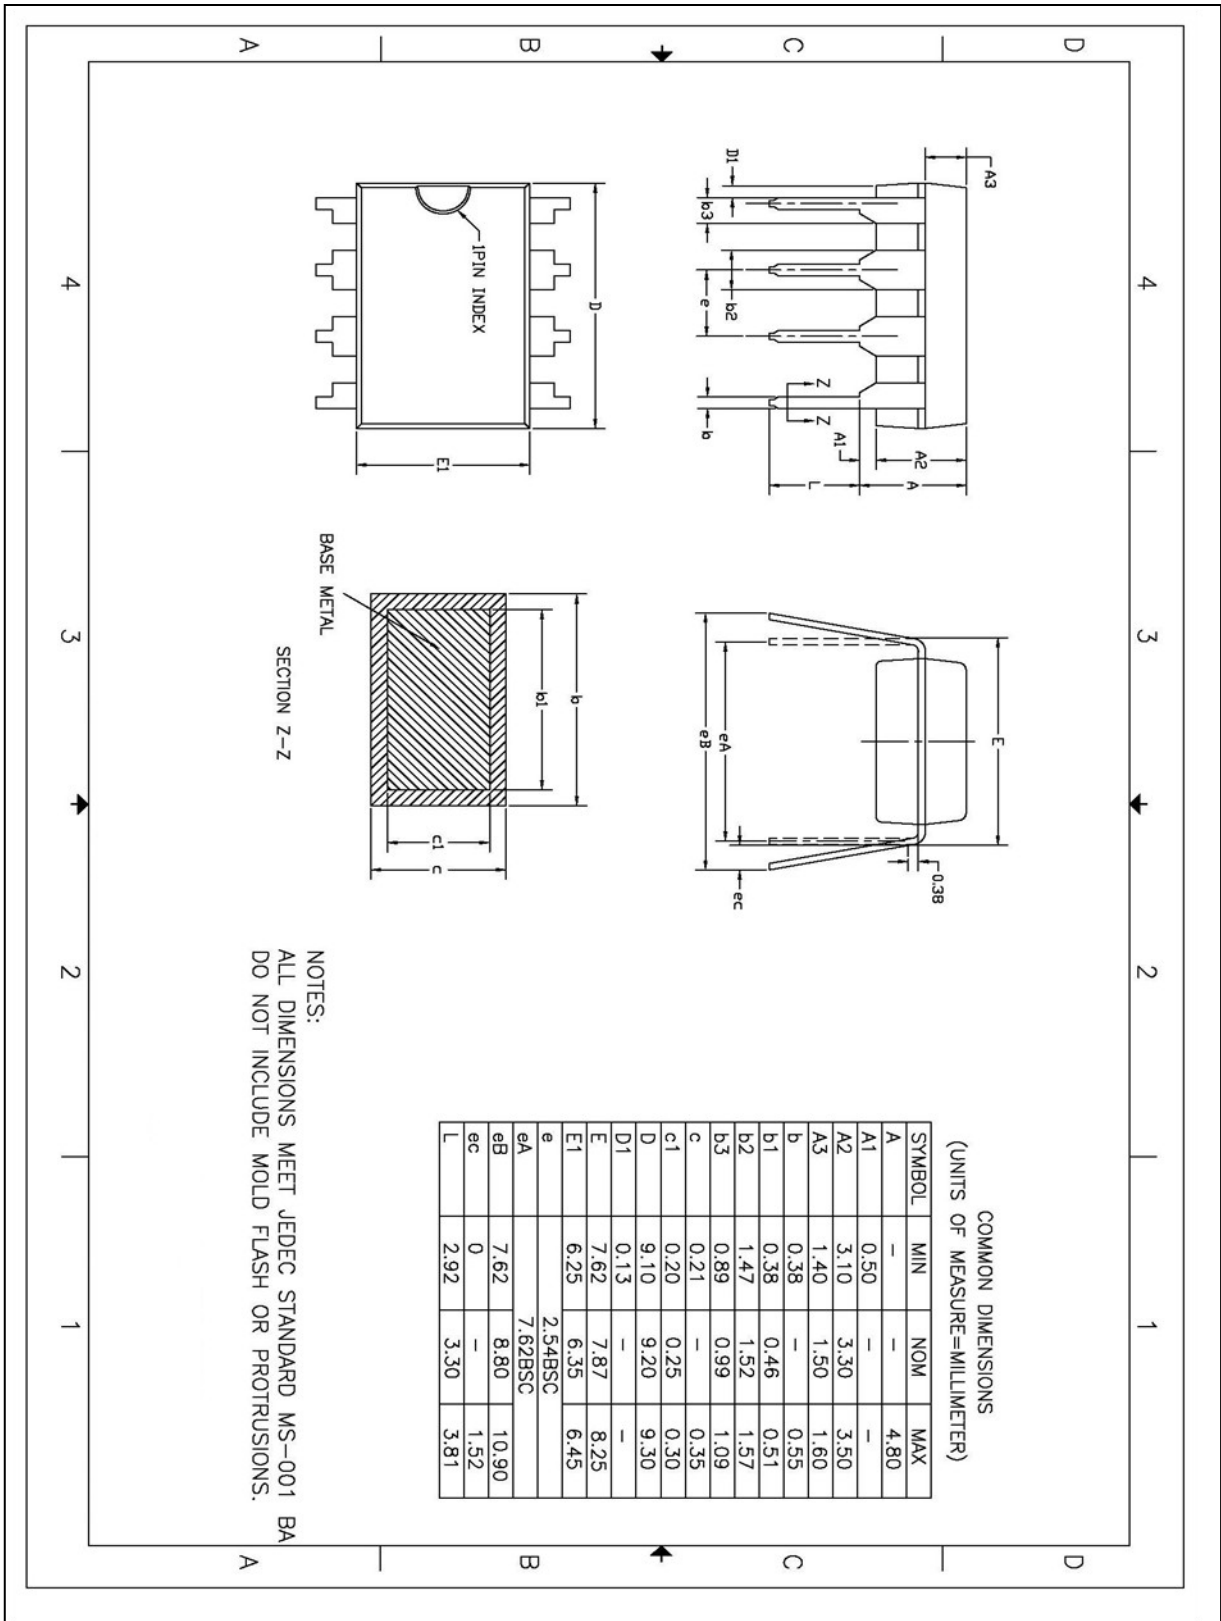 D
C
B
A
4
3
2
1
A3
D1
b3
b2
e
Z Z
b
A1
A2
A
L
E
eA
eB
ec
0.38
D
1PIN INDEX
E1
b
b1
c1
c
BASE METAL
SECTION Z-Z
COMMON DIMENSIONS
(UNITS OF MEASURE=MILLIMETER)
SYMBOL MIN NOM MAX
A – – 4.80
A1 0.50 – –
A2 3.10 3.30 3.50
A3 1.40 1.50 1.60
b 0.38 – 0.55
b1 0.38 0.46 0.51
b2 1.47 1.52 1.57
b3 0.89 0.99 1.09
c 0.21 – 0.35
c1 0.20 0.25 0.30
D 9.10 9.20 9.30
D1 0.13 – –
E 7.62 7.87 8.25
E1 6.25 6.35 6.45
e 2.54BSC
eA 7.62BSC
eB 7.62 8.80 10.90
ec 0 – 1.52
L 2.92 3.30 3.81
NOTES:
ALL DIMENSIONS MEET JEDEC STANDARD MS-001 BA
DO NOT INCLUDE MOLD FLASH OR PROTRUSIONS.
4
3
2
1
D
C
B
A